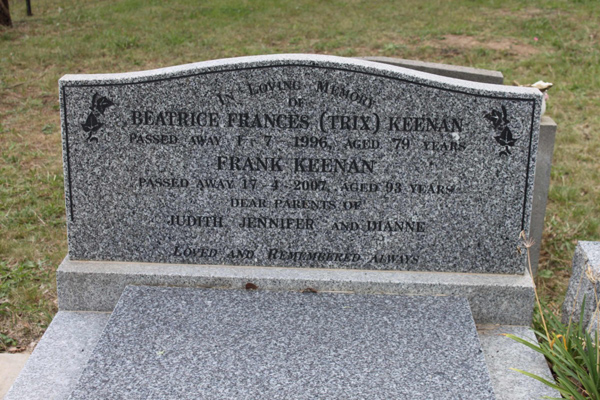 IN LOVING MEMORY
OF
BEATRICE FRANCES (TRIX) KEENAN
PASSED AWAY 1-7-1996, AGED 79 YEARS
FRANK KEENAN
PASSED AWAY 17-4-2007, AGED 93 YEARS
DEAR PARENTS OF
JUDITH, JENNIFER AND DIANNE
LOVED AND REMEMBERED ALWAYS